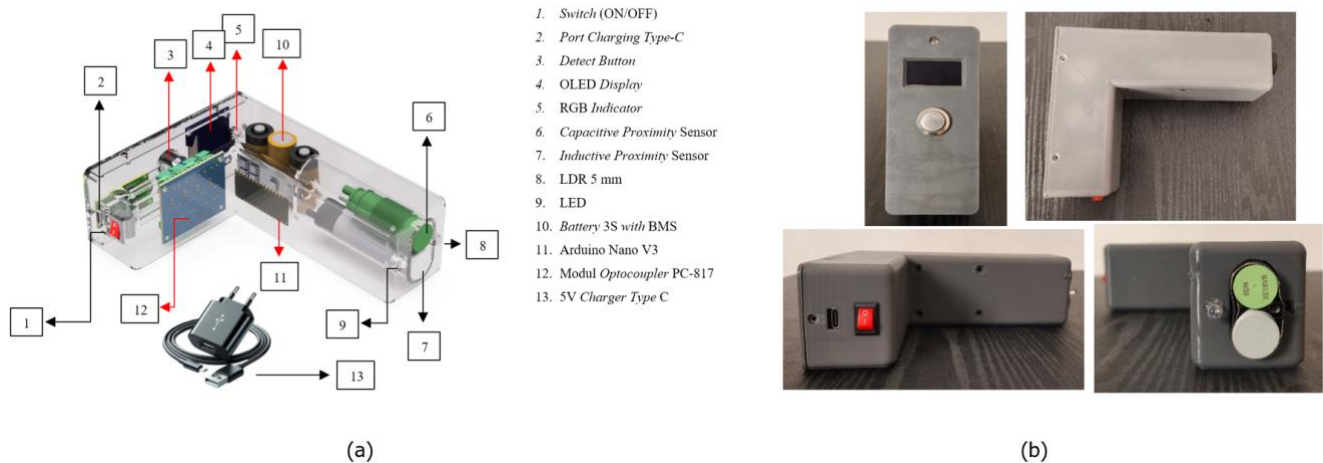 5
4
10
3
2
6
8
11
12
1
9
7
13
1. Switch (ON/OFF)
2. Port Charging Type-C
3. Detect Button
4. OLED Display
5. RGB Indicator
6. Capacitive Proximity Sensor
7. Inductive Proximity Sensor
8. LDR 5 mm
9. LED
10. Battery 3S with BMS
11. Arduino Nano V3
12. Modul Optocoupler PC-817
13. 5V Charger Type C
(a)
(b)